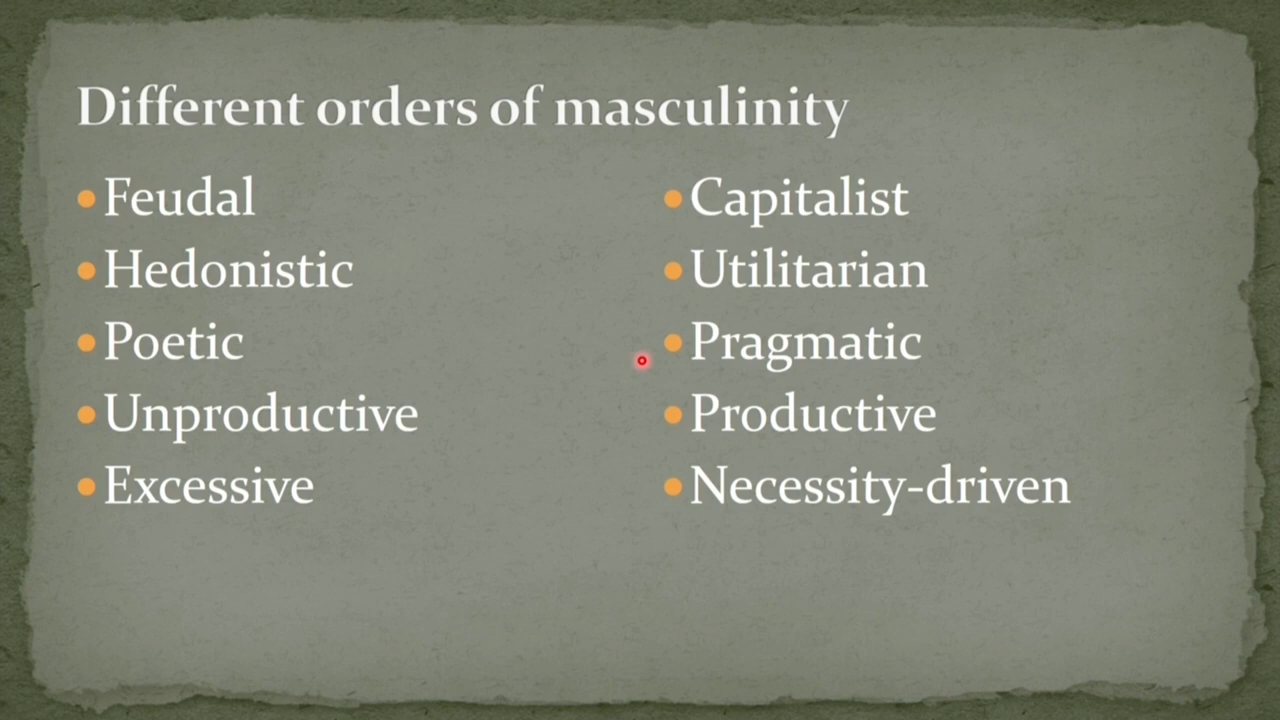 Different orders of masculinity
• Feudal
• Hedonistic
• Poetic
• Unproductive
• Excessive
• Capitalist
• Utilitarian
• Pragmatic
• Productive
• Necessity-driven